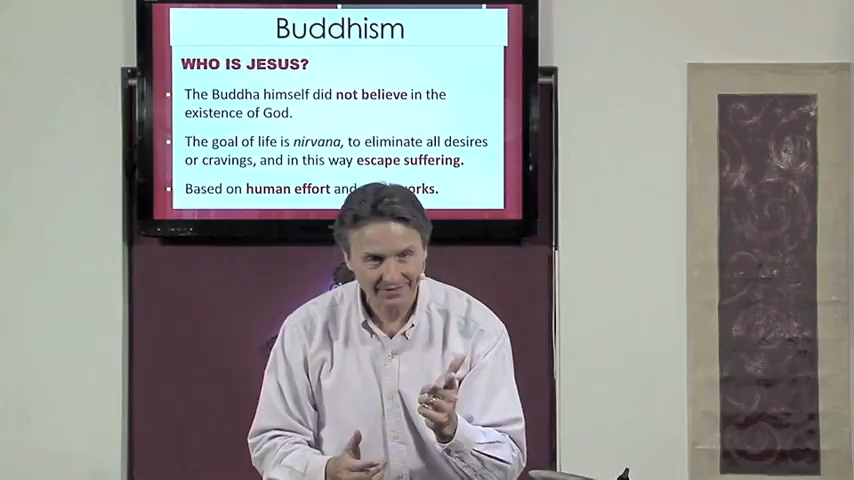 Buddhism
WHO IS JESUS?
The Buddha himself did not believe in the
existence of God.
The goal of life is nirvana, to eliminate all desires
or cravings, and in this way escape suffering.
Based on human effort and